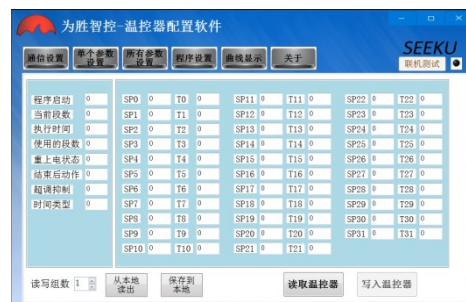 为胜智控-温控器配置软件
SEEKU
通信设置 单个参数设置 所有参数设置 程序设置 曲线显示 关于
联机测试
程序启动 0 SP0 0 T0 0 SP11 0 T11 0 SP22 0 T22 0
当前段数 0 SP1 0 T1 0 SP12 0 T12 0 SP23 0 T23 0
执行时间 0 SP2 0 T2 0 SP13 0 T13 0 SP24 0 T24 0
使用的段数 0 SP3 0 T3 0 SP14 0 T14 0 SP25 0 T25 0
重上电状态 0 SP4 0 T4 0 SP15 0 T15 0 SP26 0 T26 0
结束后动作 0 SP5 0 T5 0 SP16 0 T16 0 SP27 0 T27 0
超调抑制 0 SP6 0 T6 0 SP17 0 T17 0 SP28 0 T28 0
时间类型 0 SP7 0 T7 0 SP18 0 T18 0 SP29 0 T29 0
SP8 0 T8 0 SP19 0 T19 0 SP30 0 T30 0
SP9 0 T9 0 SP20 0 T20 0 SP31 0 T31 0
SP10 0 T10 0 SP21 0 T21 0
读写组数 1 从本地读出 保存到本地 读取温控器 写入温控器